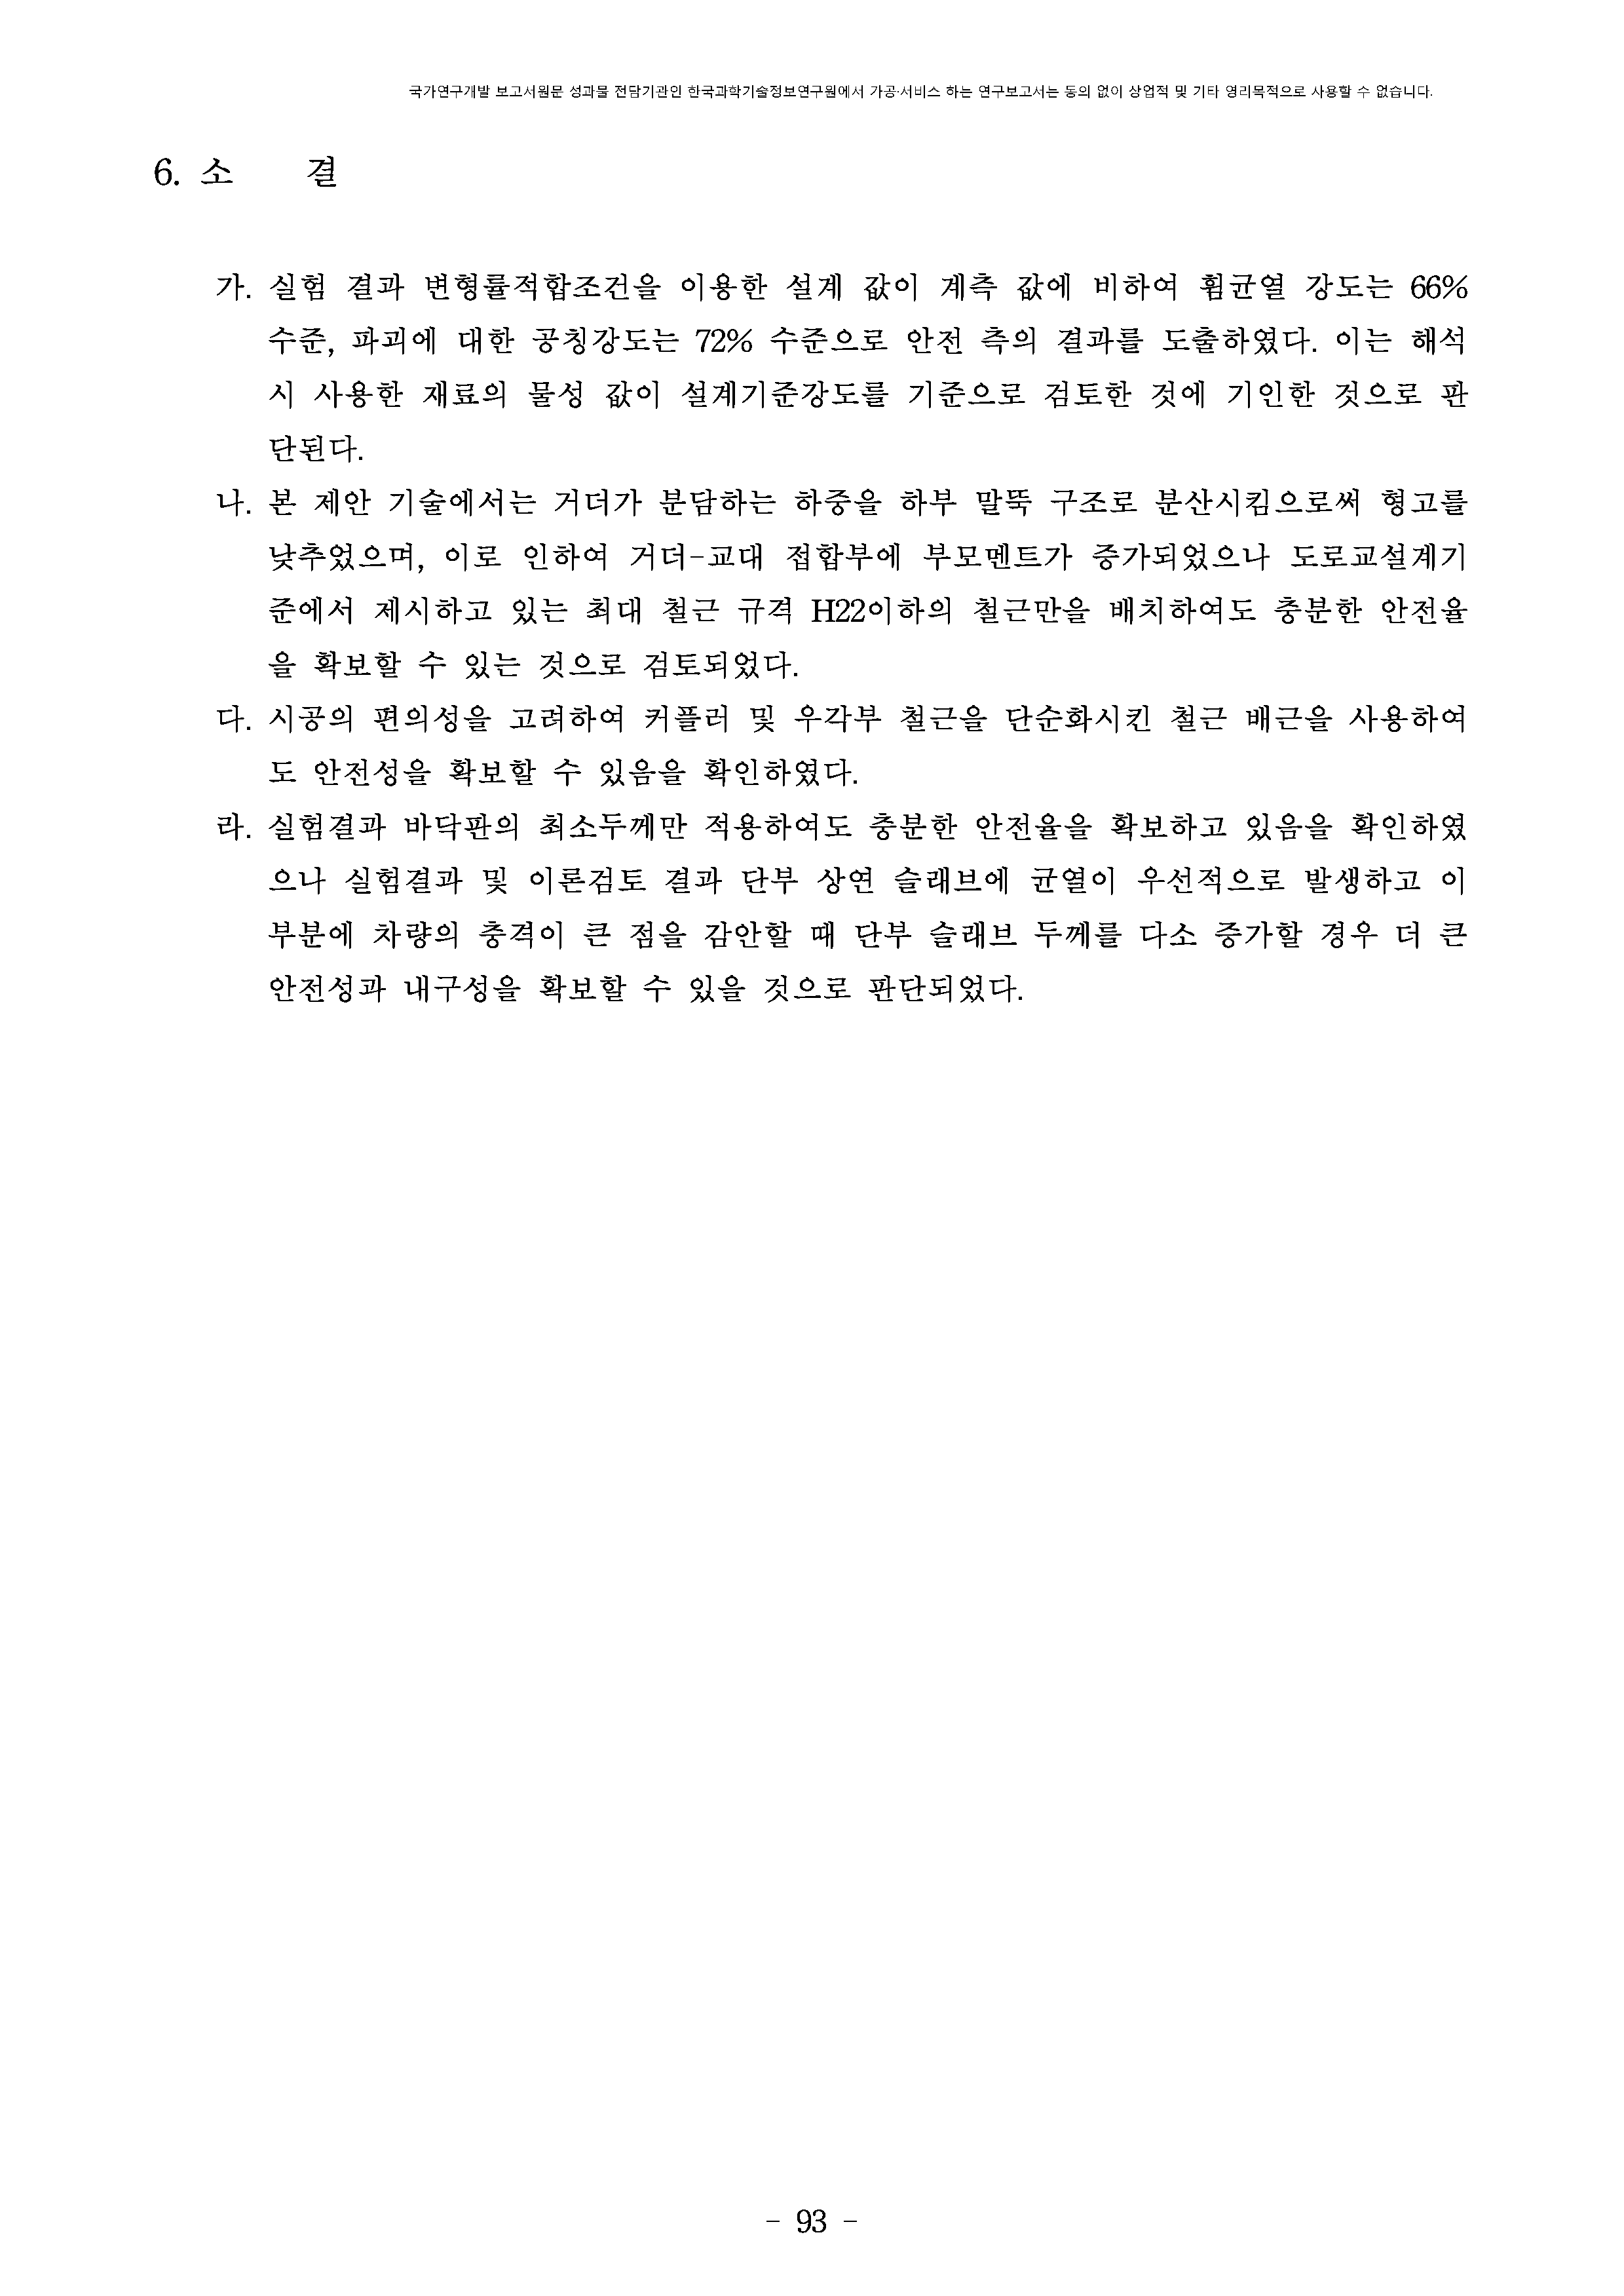 국가연구개발 보고서원문 성과물 전담기관인 한국과학기술정보연구원에서 가공·서비스 하는 연구보고서는 동의 없이 상업적 및 기타 영리목적으로 사용할 수 없습니다.
6. 소 결
가. 실험 결과 변형률적합조건을 이용한 설계 값이 계측 값에 비하여 휨균열 강도는 66%
수준, 파괴에 대한 공칭강도는 72% 수준으로 안전 측의 결과를 도출하였다. 이는 해석
시 사용한 재료의 물성 값이 설계기준강도를 기준으로 검토한 것에 기인한 것으로 판
단된다.
나. 본 제안 기술에서는 거더가 분담하는 하중을 하부 말뚝 구조로 분산시킴으로써 형고를
낮추었으며, 이로 인하여 거더-교대 접합부에 부모멘트가 증가되었으나 도로교설계기
준에서 제시하고 있는 최대 철근 규격 H22이하의 철근만을 배치하여도 충분한 안전율
을 확보할 수 있는 것으로 검토되었다.
다. 시공의 편의성을 고려하여 커플러 및 우각부 철근을 단순화시킨 철근 배근을 사용하여
도 안전성을 확보할 수 있음을 확인하였다.
라. 실험결과 바닥판의 최소두께만 적용하여도 충분한 안전율을 확보하고 있음을 확인하였
으나 실험결과 및 이론검토 결과 단부 상연 슬래브에 균열이 우선적으로 발생하고 이
부분에 차량의 충격이 큰 점을 감안할 때 단부 슬래브 두께를 다소 증가할 경우 더 큰
안전성과 내구성을 확보할 수 있을 것으로 판단되었다.
- 93 -